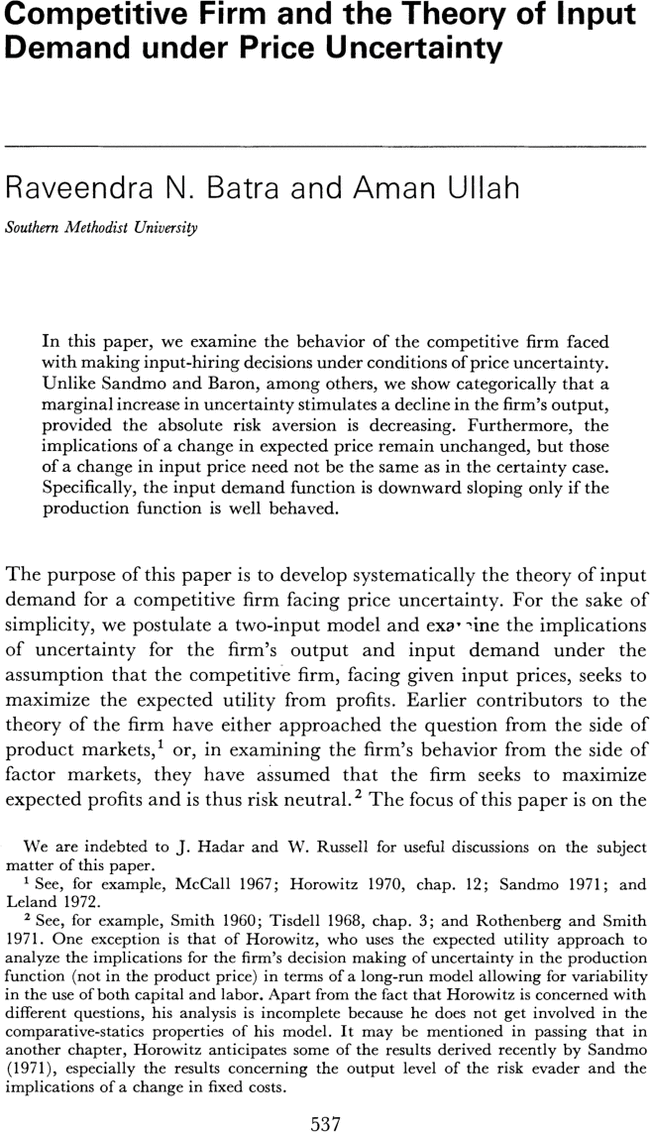 Competitive Firm and the Theory of Input
Demand under Price Uncertainty
Raveendra N. Batra and Aman Ullah
Southern Methodist University
In this paper, we examine the behavior of the competitive firm faced
with making input-hiring decisions under conditions of price uncertainty.
Unlike Sandmo and Baron, among others, we show categorically that a
marginal increase in uncertainty stimulates a decline in the firm's output,
provided the absolute risk aversion is decreasing. Furthermore, the
implications of a change in expected price remain unchanged, but those
of a change in input price need not be the same as in the certainty case.
Specifically, the input demand function is downward sloping only if the
production function is well behaved.
The purpose of this paper is to develop systematically the theory of input
demand for a competitive firm facing price uncertainty. For the sake of
simplicity, we postulate a two-input model and the implications
of uncertainty for the firm's output and input demand under the
assumption that the competitive firm, facing given input prices, seeks to
maximize the expected utility from profits. Earlier contributors to the
theory of the firm have either approached the question from the side of
product markets,¹ or, in examining the firm's behavior from the side of
factor markets, they have assumed that the firm seeks to maximize
expected profits and is thus risk neutral.² The focus of this paper is on the
We are indebted to J. Hadar and W. Russell for useful discussions on the subject
matter of this paper.
¹ See, for example, McCall 1967; Horowitz 1970, chap. 12; Sandmo 1971; and
Leland 1972.
² See, for example, Smith 1960; Tisdell 1968, chap. 3; and Rothenberg and Smith
1971. One exception is that of Horowitz, who uses the expected utility approach to
analyze the implications for the firm's decision making of uncertainty in the production
function (not in the product price) in terms of a long-run model allowing for variability
in the use of both capital and labor. Apart from the fact that Horowitz is concerned with
different questions, his analysis is incomplete because he does not get involved in the
comparative-statics properties of his model. It may be mentioned in passing that in
another chapter, Horowitz anticipates some of the results derived recently by Sandmo
(1971), especially the results concerning the output level of the risk evader and the
implications of a change in fixed costs.
537